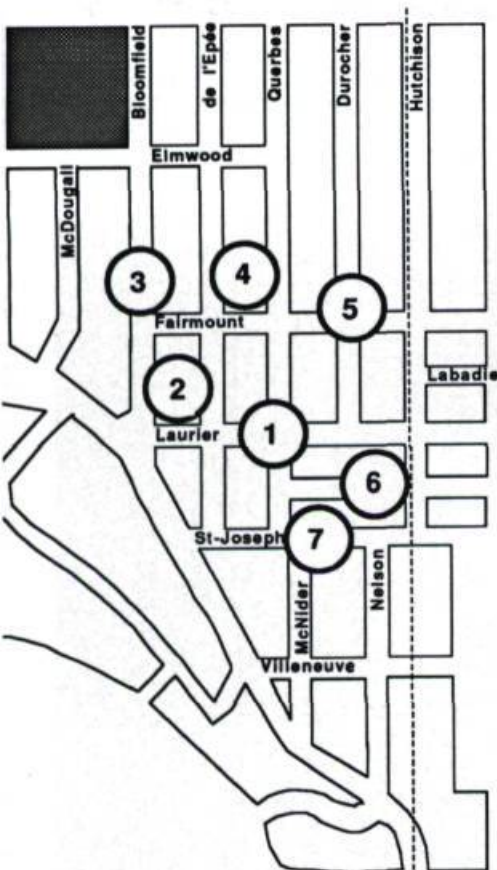 Bloomfield
de l'Epée
Querbes
Durocher
Hutchison
Elmwood
McDougall
3
4
5
Fairmount
Labadie
2
Laurier
1
6
St-Joseph
7
McNider
Nelson
Villeneuve